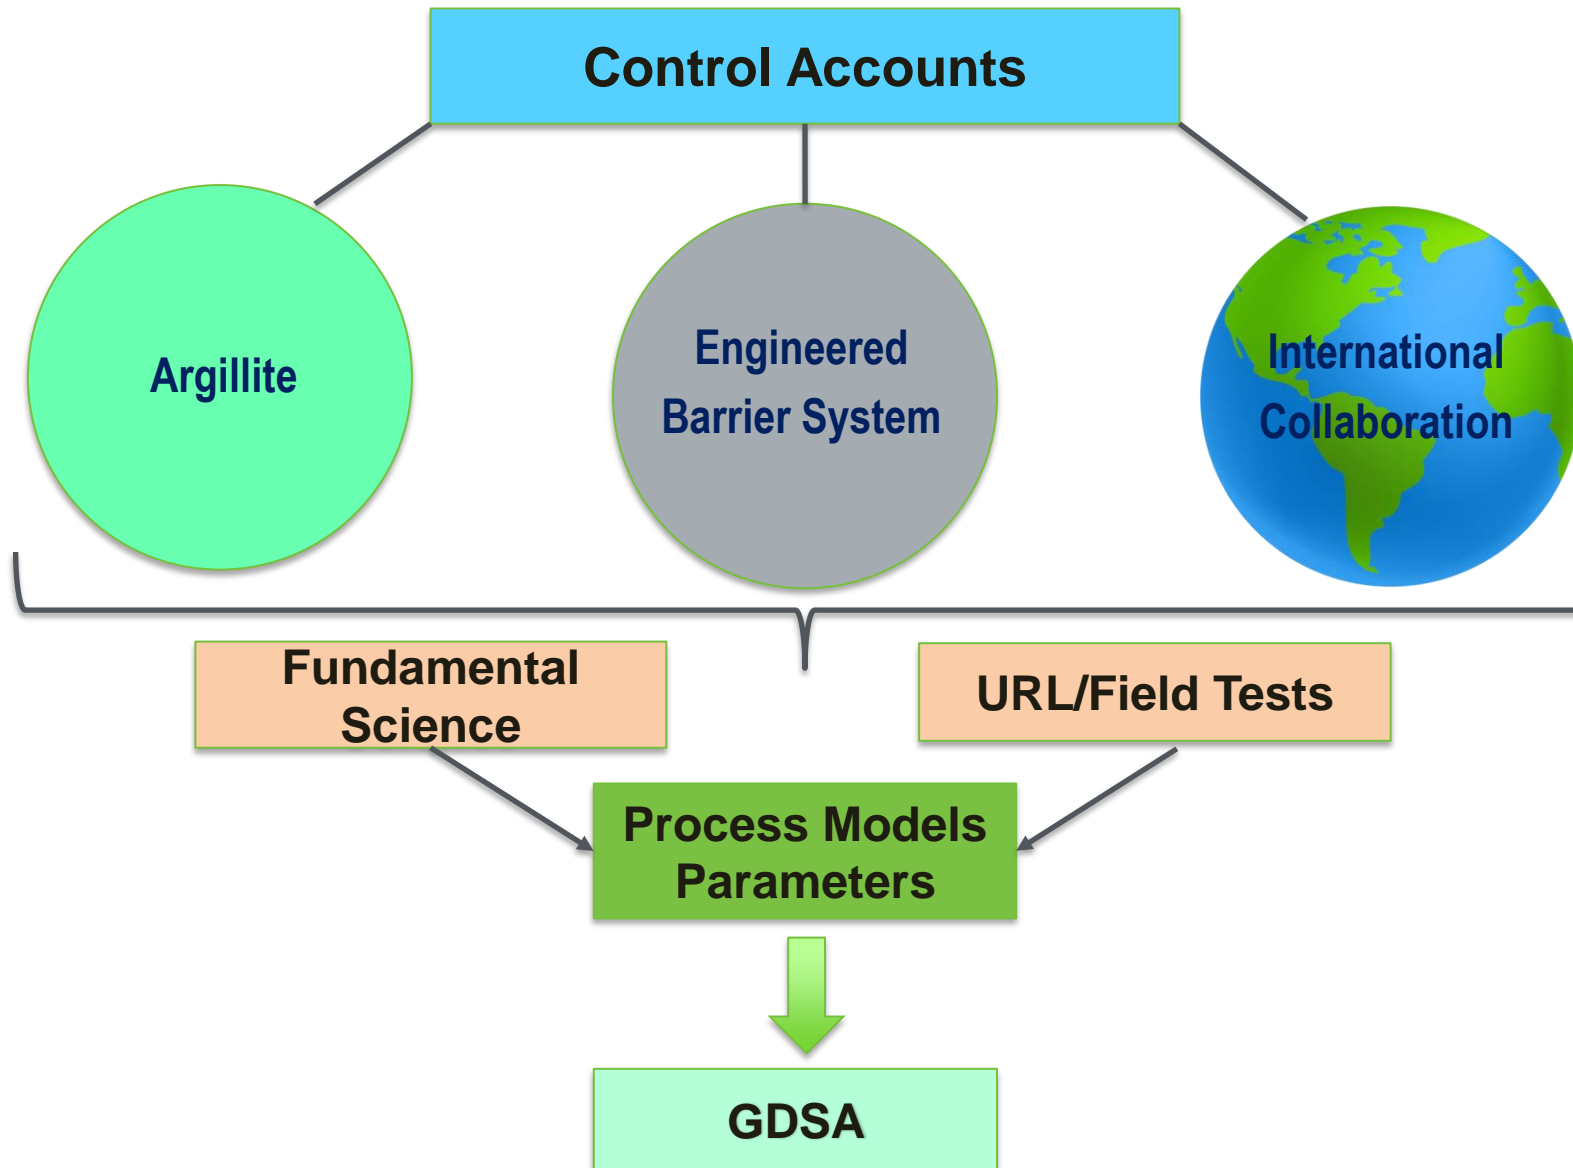 Control Accounts
Argillite
Engineered
Barrier System
International
Collaboration
Fundamental
Science
URL/Field Tests
Process Models
Parameters
GDSA